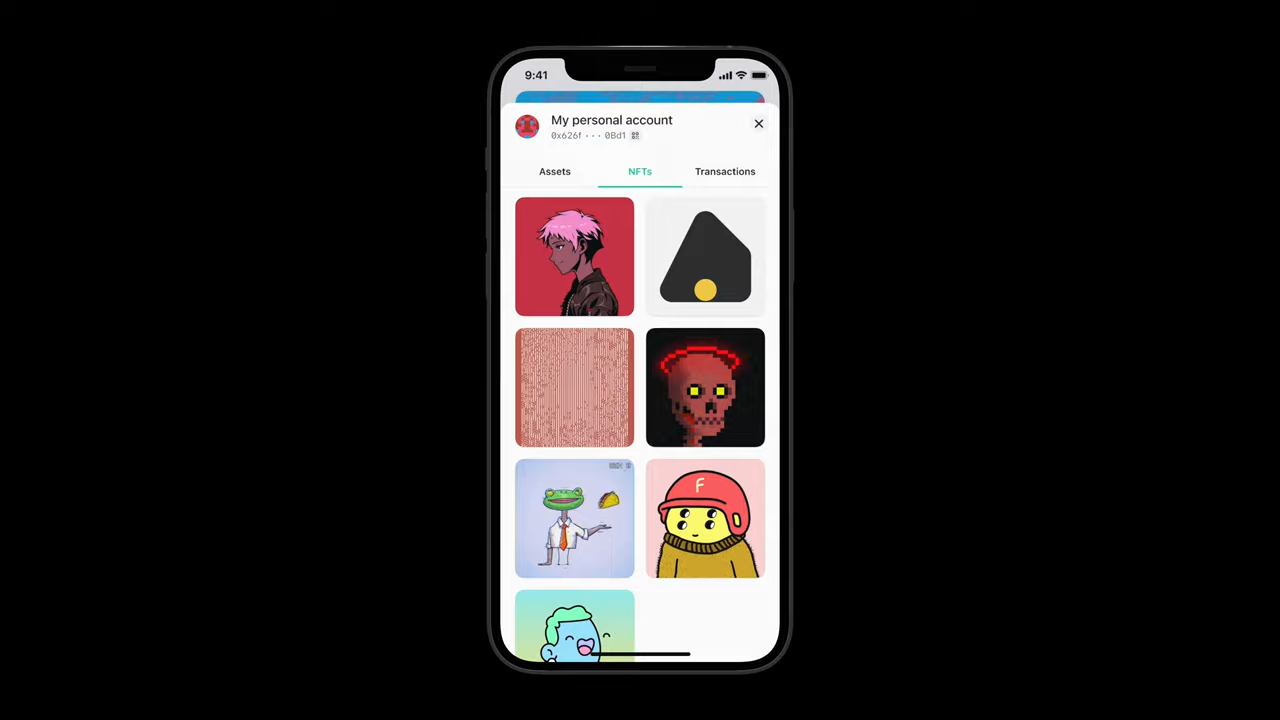 9:41
My personal account
0x626f · · · 0Bd1
Assets
NFTs
Transactions
F